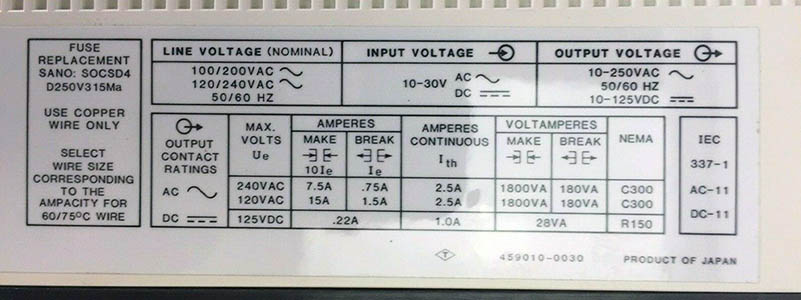 FUSE
REPLACEMENT
SANO: SOCSD4
D250V315Ma
USE COPPER
WIRE ONLY
SELECT
WIRE SIZE
CORRESPONDING
TO THE
AMPACITY FOR
60/75°C WIRE
LINE VOLTAGE (NOMINAL)
100/200VAC
120/240VAC
50/60 HZ
INPUT VOLTAGE
10-30V AC
DC
OUTPUT VOLTAGE
10-250VAC
50/60 HZ
10-125VDC
OUTPUT
CONTACT
RATINGS
AC
DC
MAX.
VOLTS
Ue
AMPERES
MAKE BREAK
10Ie Ie
AMPERES
CONTINUOUS
Ith
VOLTAMPERES
MAKE BREAK
NEMA
240VAC 7.5A .75A 2.5A 1800VA 180VA C300
120VAC 15A 1.5A 2.5A 1800VA 180VA C300
125VDC .22A 1.0A 28VA R150
IEC
337-1
AC-11
DC-11
T 459010-0030 PRODUCT OF JAPAN